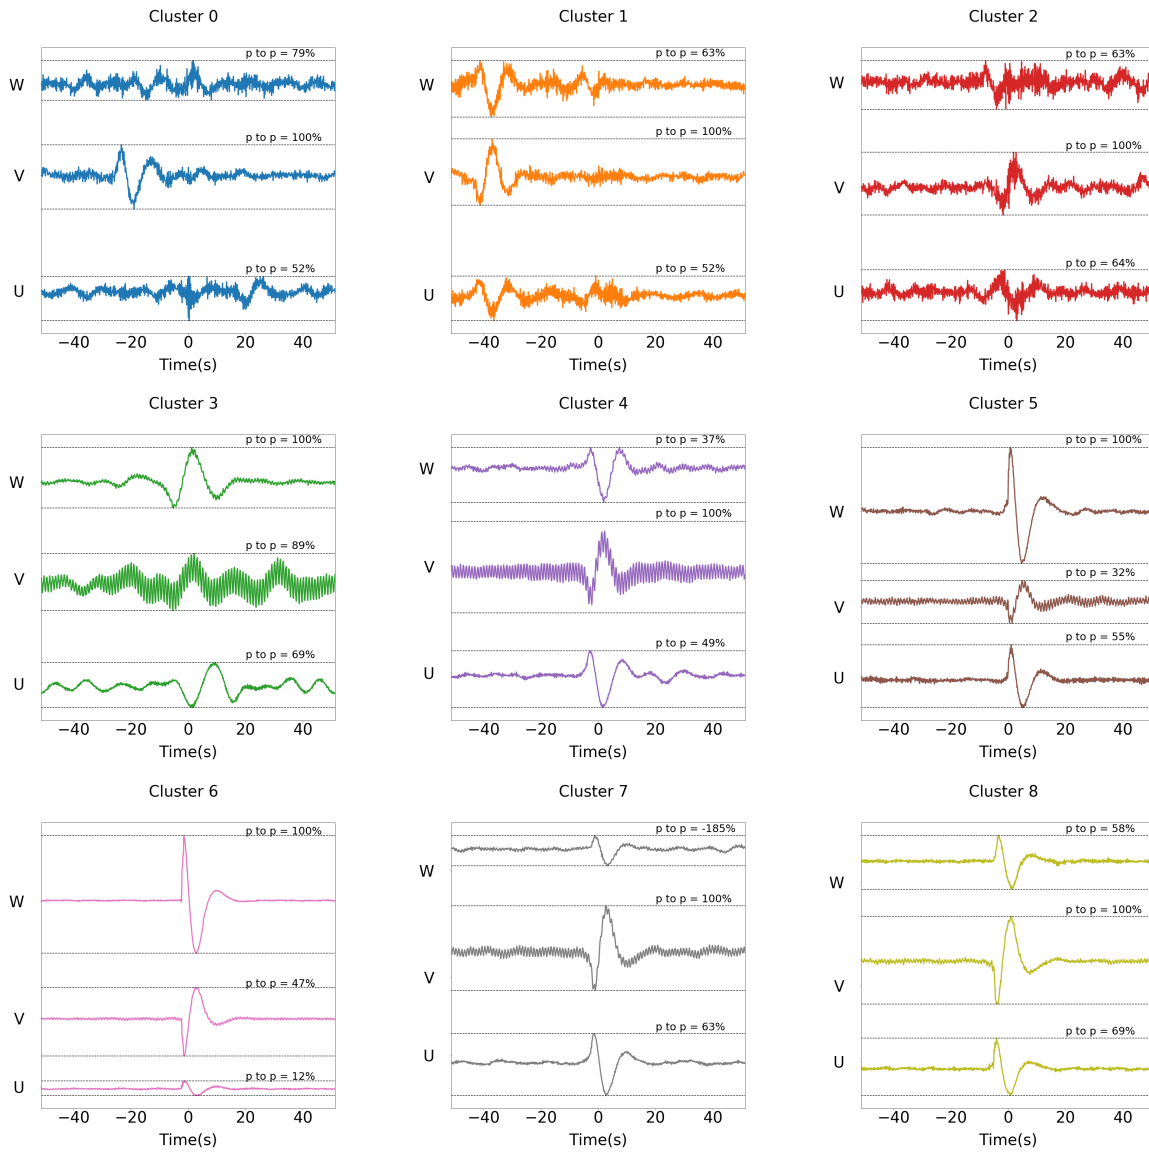 Cluster 0
W
p to p = 79%
V
p to p = 100%
U
p to p = 52%
−40 −20 0 20 40
Time(s)
Cluster 1
W
p to p = 63%
V
p to p = 100%
U
p to p = 52%
−40 −20 0 20 40
Time(s)
Cluster 2
W
p to p = 63%
V
p to p = 100%
U
p to p = 64%
−40 −20 0 20 40
Time(s)
Cluster 3
W
p to p = 100%
V
p to p = 89%
U
p to p = 69%
−40 −20 0 20 40
Time(s)
Cluster 4
W
p to p = 37%
V
p to p = 100%
U
p to p = 49%
−40 −20 0 20 40
Time(s)
Cluster 5
W
p to p = 100%
V
p to p = 32%
U
p to p = 55%
−40 −20 0 20 40
Time(s)
Cluster 6
W
p to p = 100%
V
p to p = 47%
U
p to p = 12%
−40 −20 0 20 40
Time(s)
Cluster 7
W
p to p = -185%
V
p to p = 100%
U
p to p = 63%
−40 −20 0 20 40
Time(s)
Cluster 8
W
p to p = 58%
V
p to p = 100%
U
p to p = 69%
−40 −20 0 20 40
Time(s)